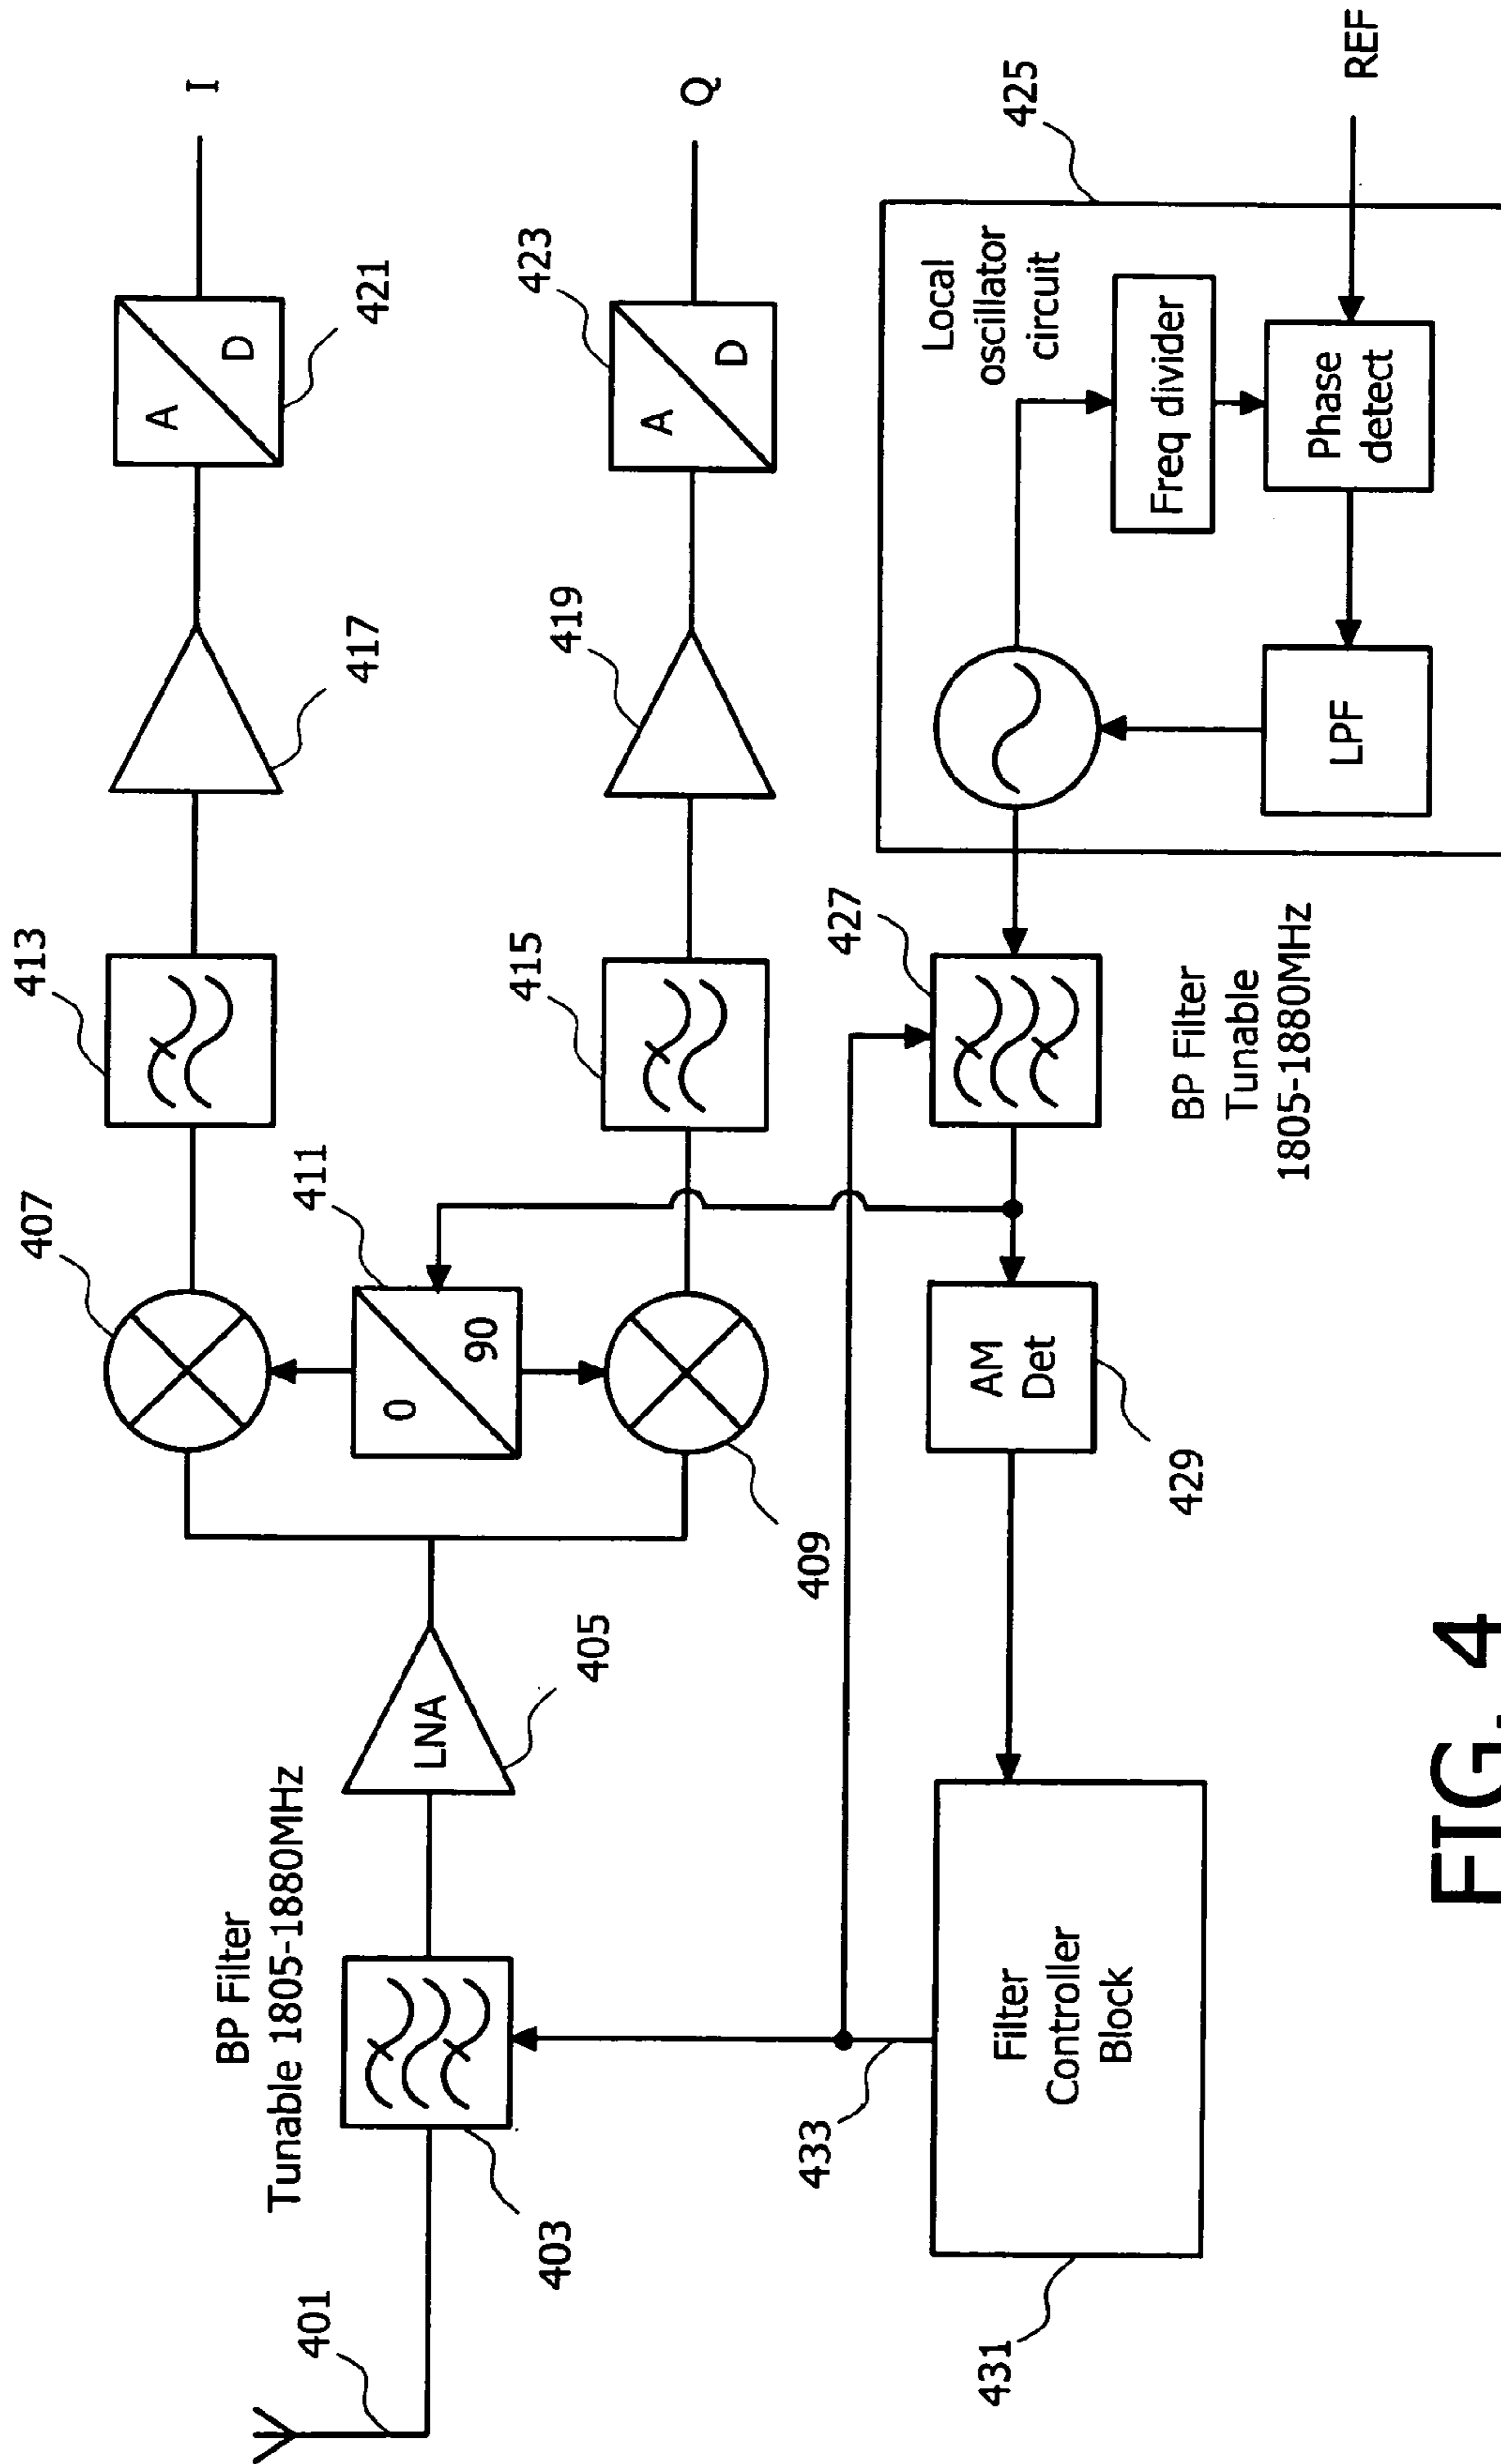 401
BP Filter
Tunable 1805-1880MHz
403
LNA
405
407
0
90
411
409
413
415
417
419
A
D
421
A
D
423
I
Q
431
Filter
Controller
Block
433
AM
Det
429
427
BP Filter
Tunable
1805-1880MHz
Local
oscillator
circuit
Freq divider
Phase
detect
LPF
425
REF
FIG. 4